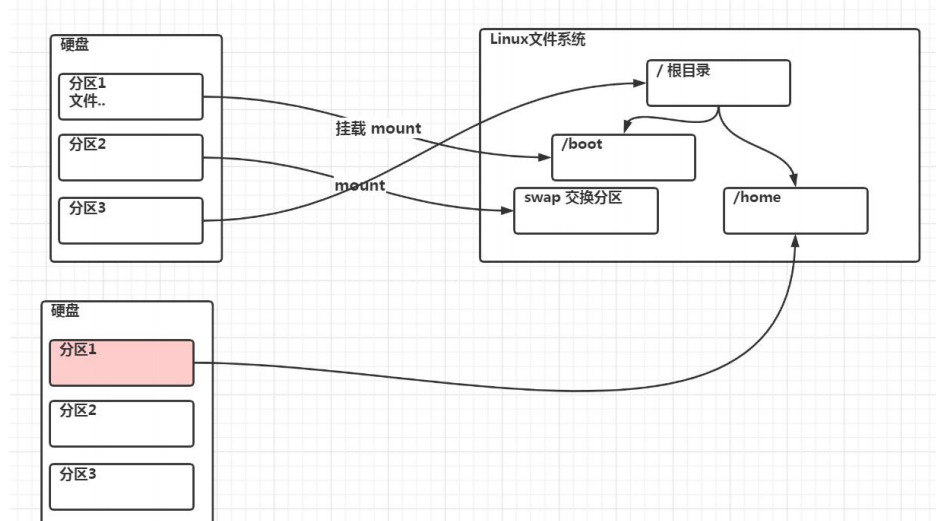 硬盘
分区1
文件..
分区2
分区3
挂载 mount
mount
Linux文件系统
/ 根目录
/boot
swap 交换分区
/home
硬盘
分区1
分区2
分区3